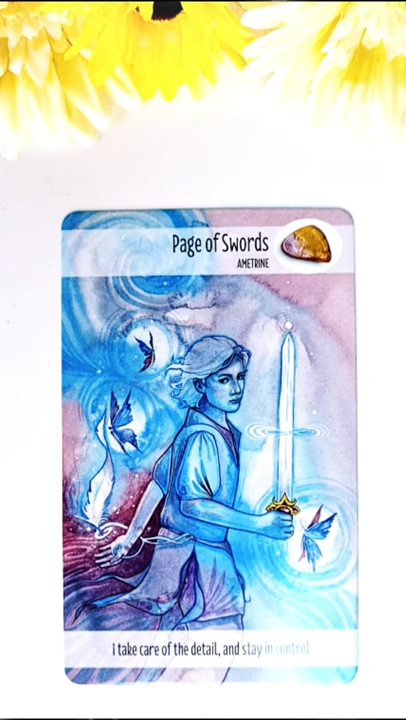 Page of Swords
AMETRINE
I take care of the detail, and stay in control